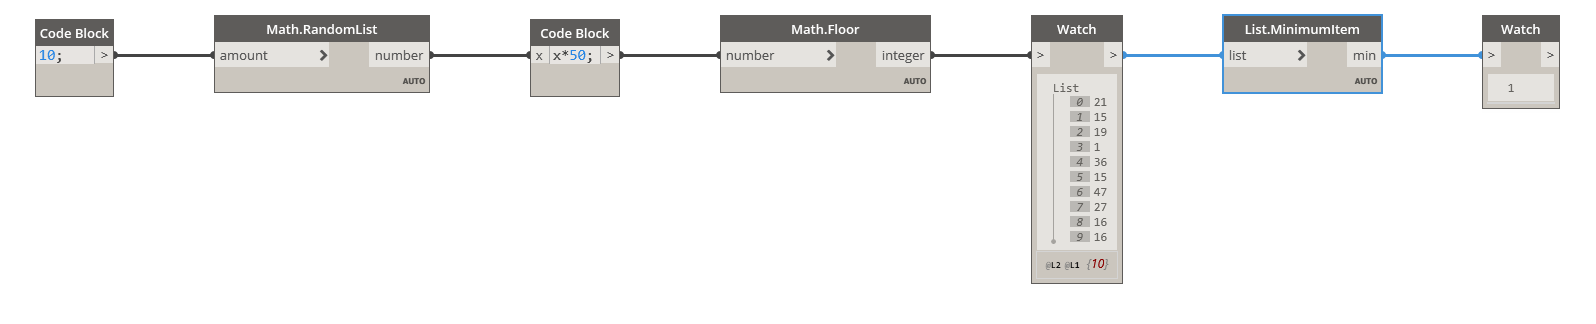 Code Block
10; >
Math.RandomList
amount > number
AUTO
Code Block
x x*50; >
Math.Floor
number > integer
AUTO
Watch
> >
List
0 21
1 15
2 19
3 1
4 36
5 15
6 47
7 27
8 16
9 16
@L2 @L1 {10}
List.MinimumItem
list > min
AUTO
Watch
> >
1